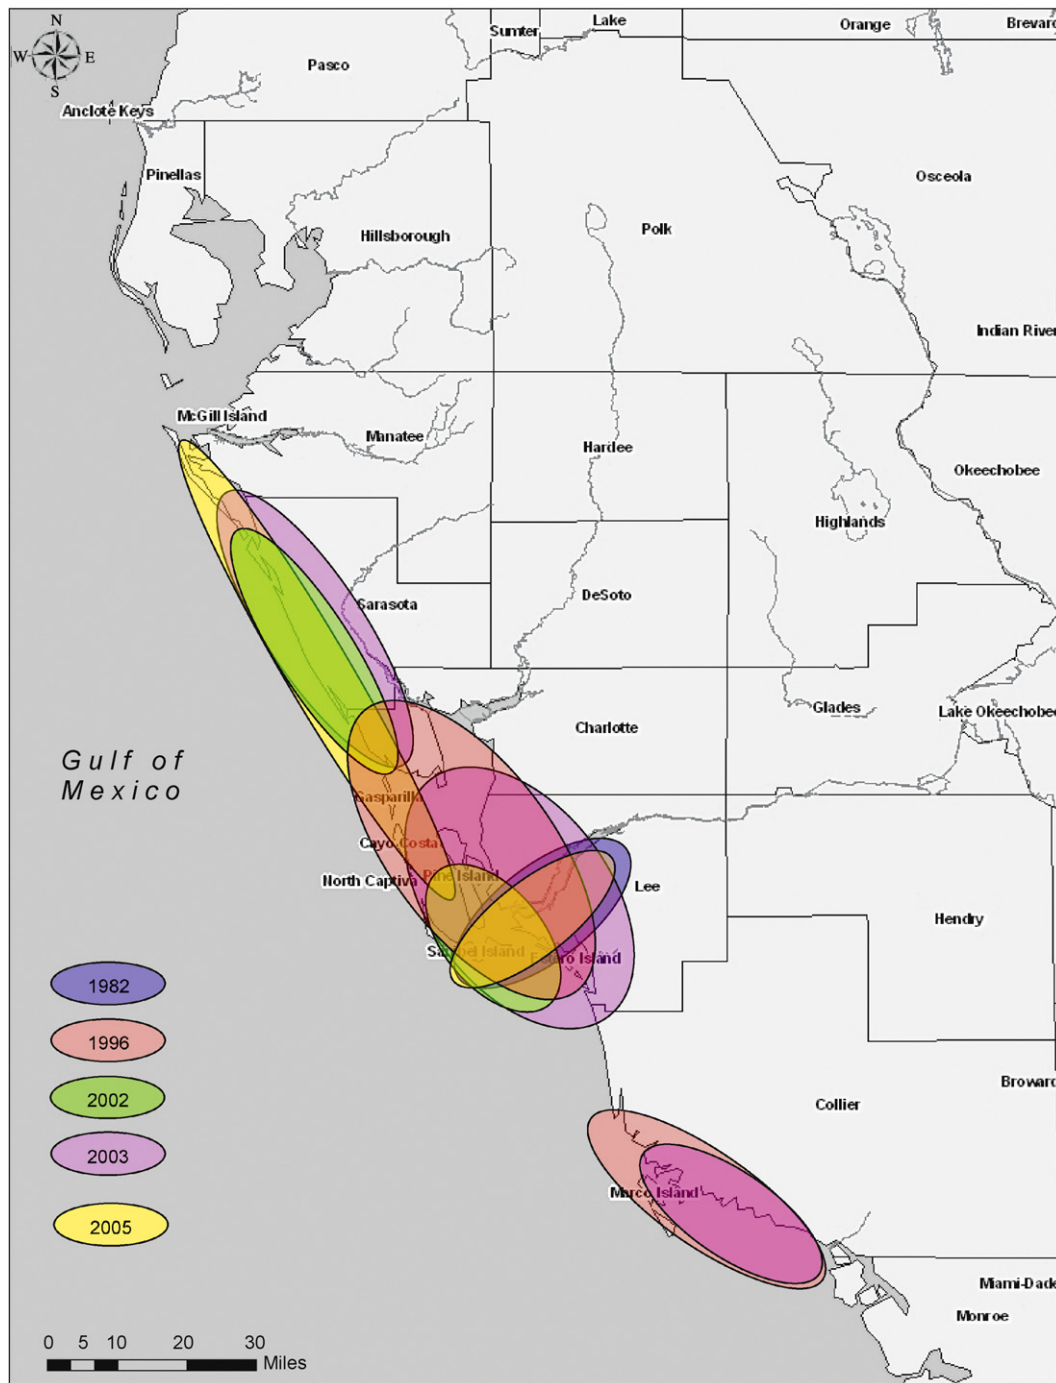 N
W E
S
Sumter
Lake
Orange
Brevard
Pasco
Anclote Keys
Pinellas
Osceola
Hillsborough
Polk
Indian River
McGill Island
Manatee
Hardee
Okeechobee
Highlands
Sarasota
DeSoto
Glades
Lake Okeechobee
Charlotte
Gulf of
Mexico
Gasparilla
Cayo Costa
Pine Island
North Captiva
Lee
Hendry
Sanibel Island
Estero Island
1982
1996
2002
2003
2005
Broward
Collier
Marco Island
Miami-Dade
Monroe
0 5 10 20 30
Miles